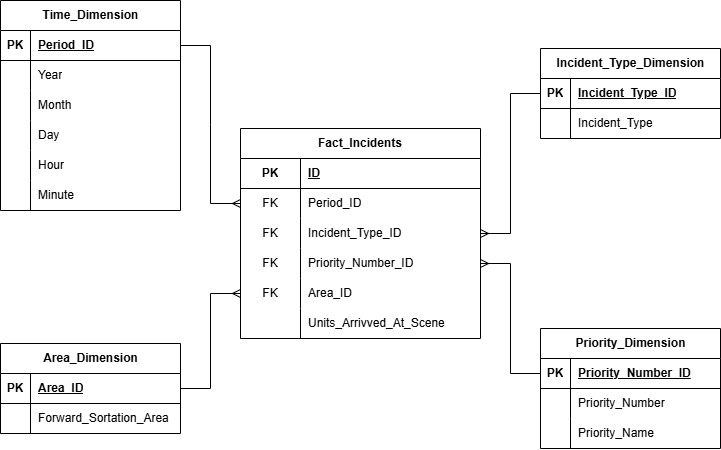 Time_Dimension
PK Period_ID
Year
Month
Day
Hour
Minute
Incident_Type_Dimension
PK Incident_Type_ID
Incident_Type
Fact_Incidents
PK ID
FK Period_ID
FK Incident_Type_ID
FK Priority_Number_ID
FK Area_ID
Units_Arrivved_At_Scene
Area_Dimension
PK Area_ID
Forward_Sortation_Area
Priority_Dimension
PK Priority_Number_ID
Priority_Number
Priority_Name